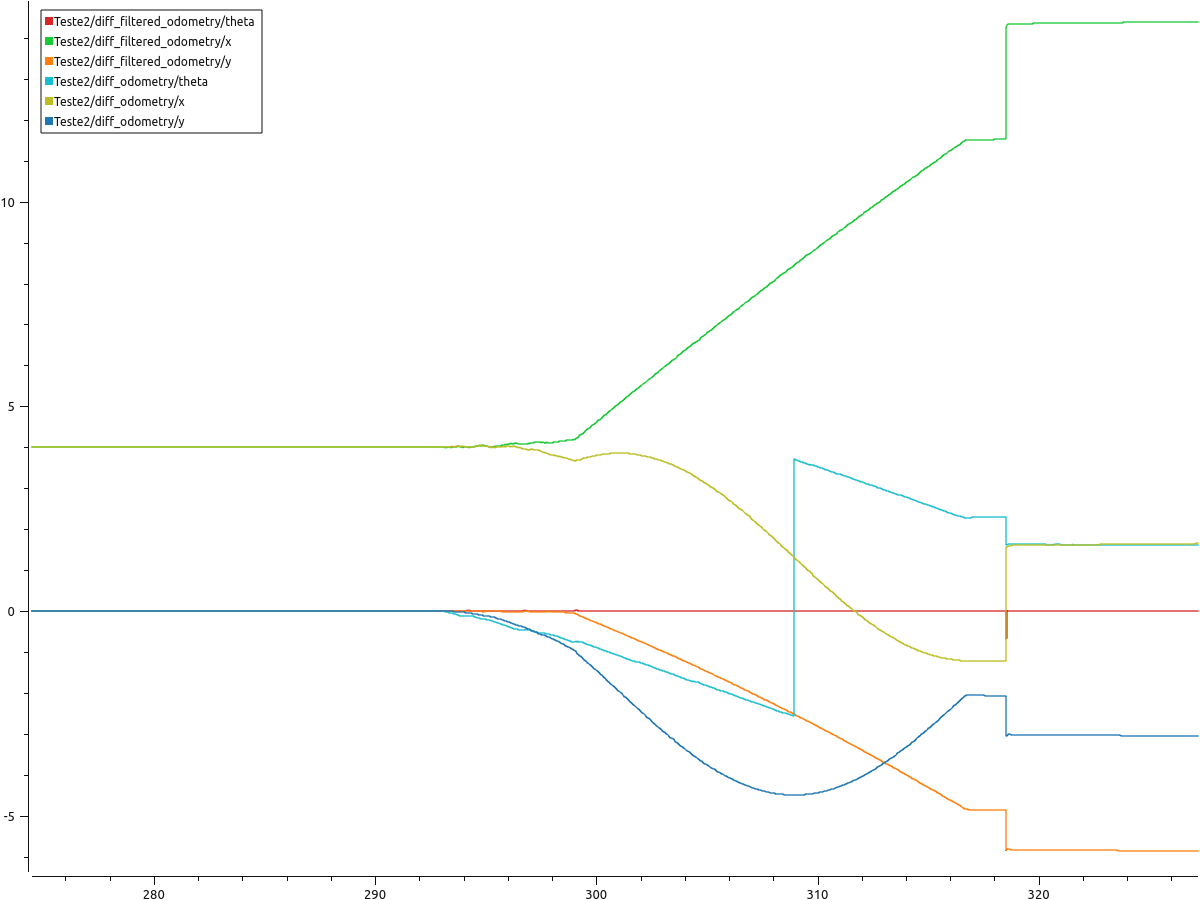 Teste2/diff_filtered_odometry/theta
Teste2/diff_filtered_odometry/x
Teste2/diff_filtered_odometry/y
Teste2/diff_odometry/theta
Teste2/diff_odometry/x
Teste2/diff_odometry/y
10
5
0
-5
280 290 300 310 320